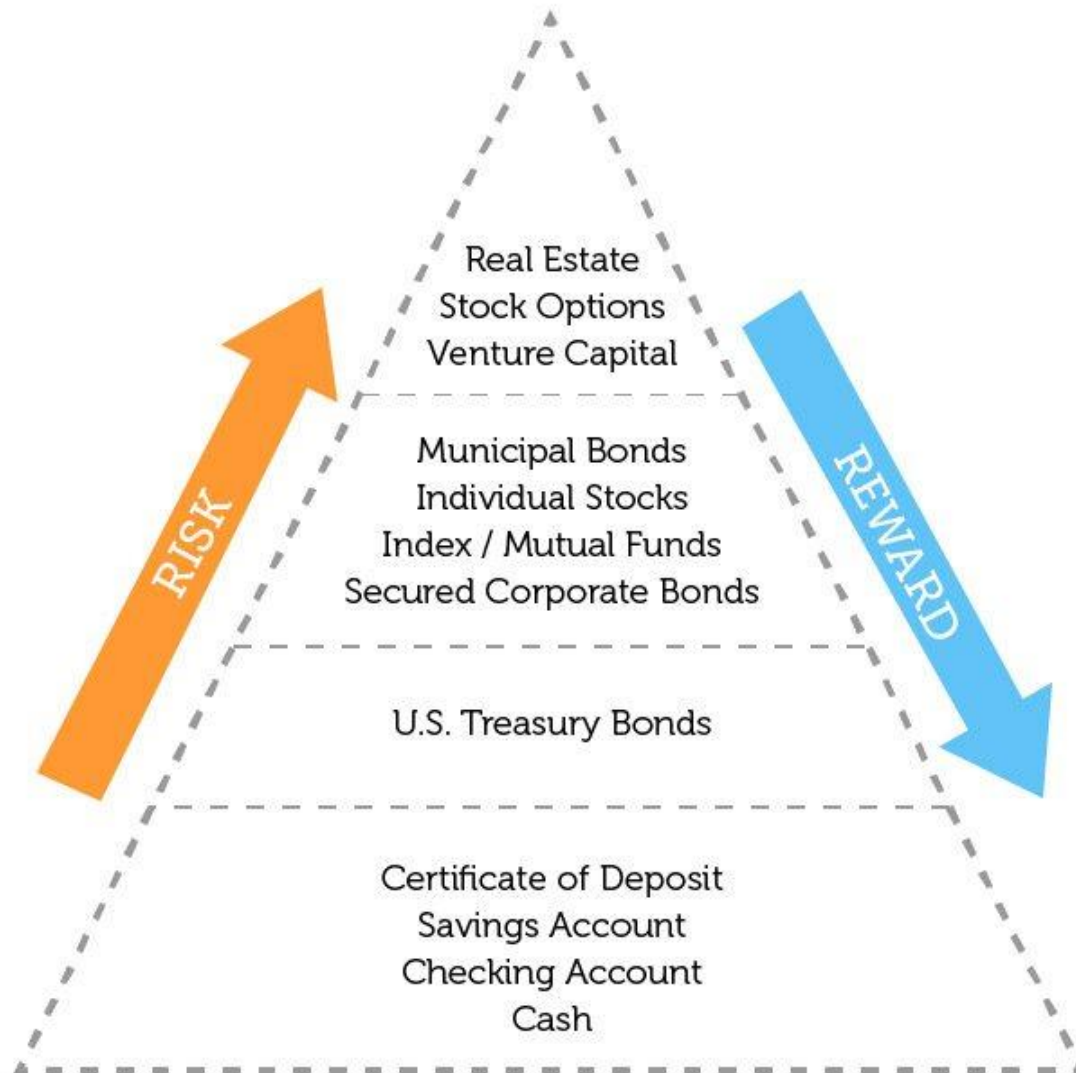 Real Estate
Stock Options
Venture Capital
RISK
REWARD
Municipal Bonds
Individual Stocks
Index / Mutual Funds
Secured Corporate Bonds
U.S. Treasury Bonds
Certificate of Deposit
Savings Account
Checking Account
Cash